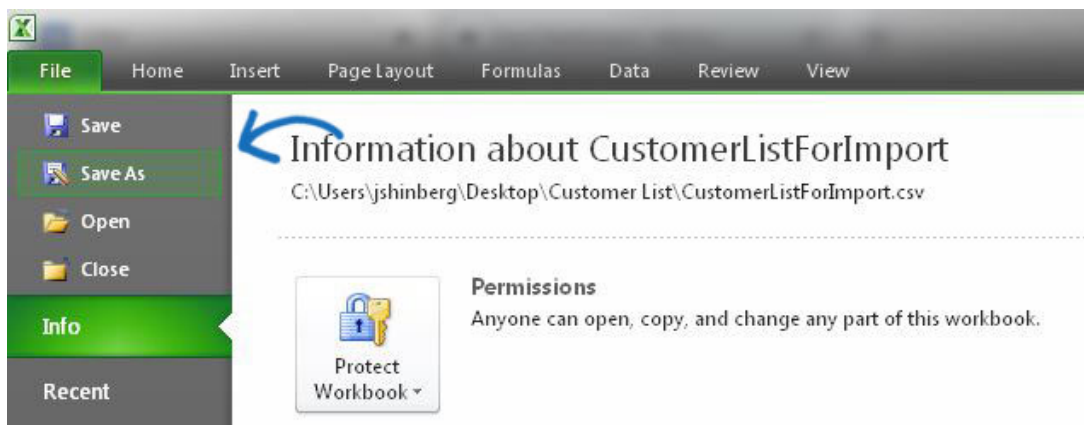 File Home Insert Page Layout Formulas Data Review View
Save
Save As
Open
Close
Info
Recent
Information about CustomerListForImport
C:\Users\jshinberg\Desktop\Customer List\CustomerListForImport.csv
Protect
Workbook
Permissions
Anyone can open, copy, and change any part of this workbook.